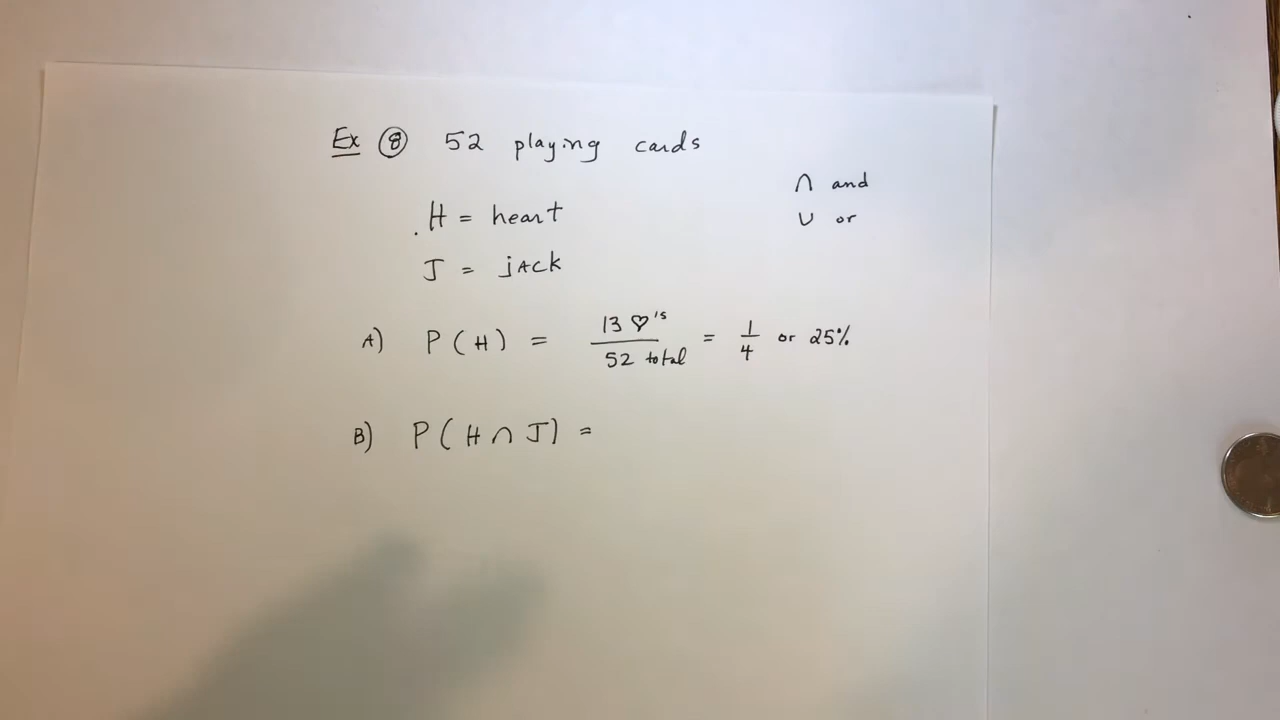 Ex ⑧ 52 playing cards
∩ and
∪ or
H = heart
J = jack
A) P(H) = 13 ♡'s / 52 total = 1/4 or 25%
B) P(H ∩ J) =